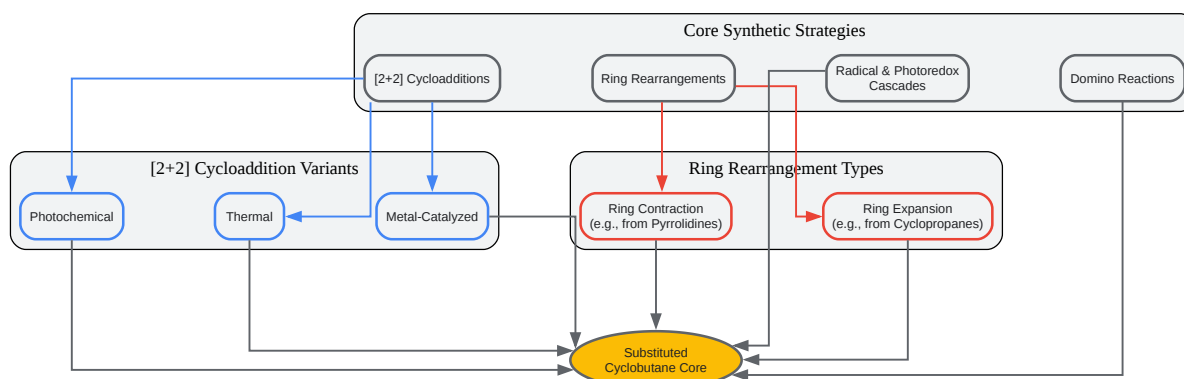 Core Synthetic Strategies
[2+2] Cycloadditions
Ring Rearrangements
Radical & Photoredox
Cascades
Domino Reactions
[2+2] Cycloaddition Variants
Ring Rearrangement Types
Photochemical
Thermal
Metal-Catalyzed
Ring Contraction
(e.g., from Pyrrolidines)
Ring Expansion
(e.g., from Cyclopropanes)
Substituted
Cyclobutane Core